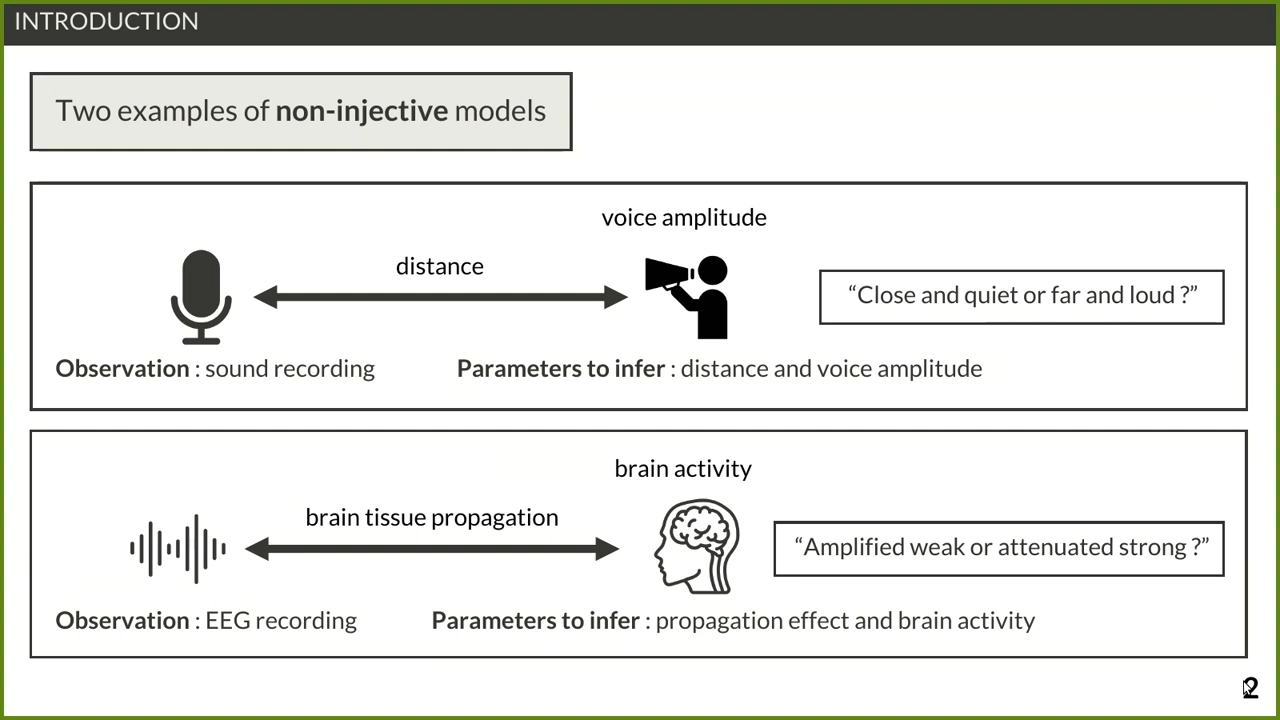 INTRODUCTION
Two examples of non-injective models
voice amplitude
distance
“Close and quiet or far and loud ?”
Observation : sound recording
Parameters to infer : distance and voice amplitude
brain activity
brain tissue propagation
“Amplified weak or attenuated strong ?”
Observation : EEG recording
Parameters to infer : propagation effect and brain activity
2